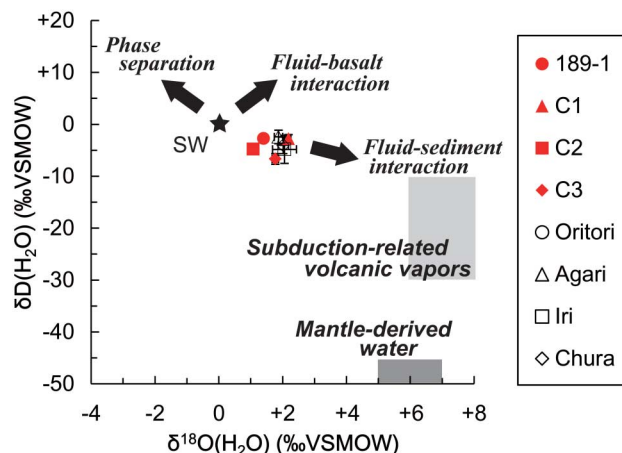 +20
+10
0
-10
-20
-30
-40
-50
δD(H₂O) (‰VSMOW)
Phase
separation
Fluid-basalt
interaction
SW
Fluid-sediment
interaction
Subduction-related
volcanic vapors
Mantle-derived
water
-4
-2
0
+2
+4
+6
+8
δ¹⁸O(H₂O) (‰VSMOW)
189-1
C1
C2
C3
Oritori
Agari
Iri
Chura